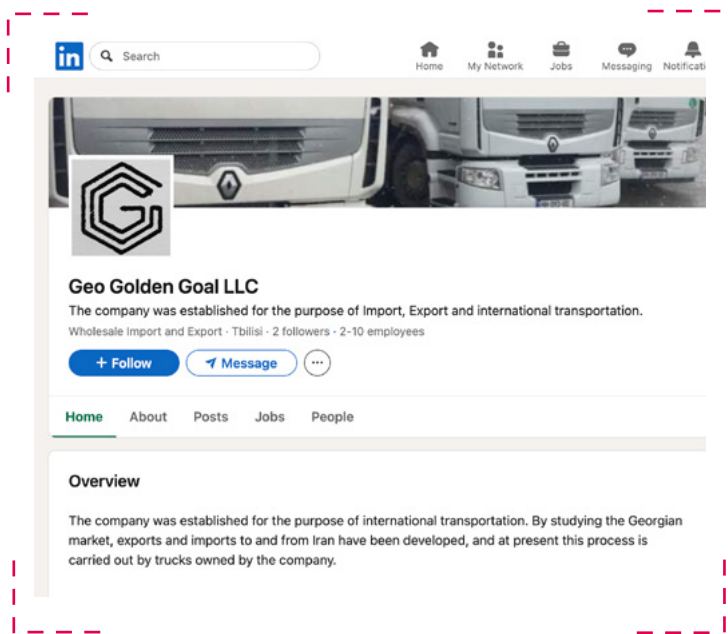 in
Search
Home
My Network
Jobs
Messaging
Notificati
G
Geo Golden Goal LLC
The company was established for the purpose of Import, Export and international transportation.
Wholesale Import and Export · Tbilisi · 2 followers · 2-10 employees
+ Follow
Message
Home
About
Posts
Jobs
People
Overview
The company was established for the purpose of international transportation. By studying the Georgian
market, exports and imports to and from Iran have been developed, and at present this process is
carried out by trucks owned by the company.